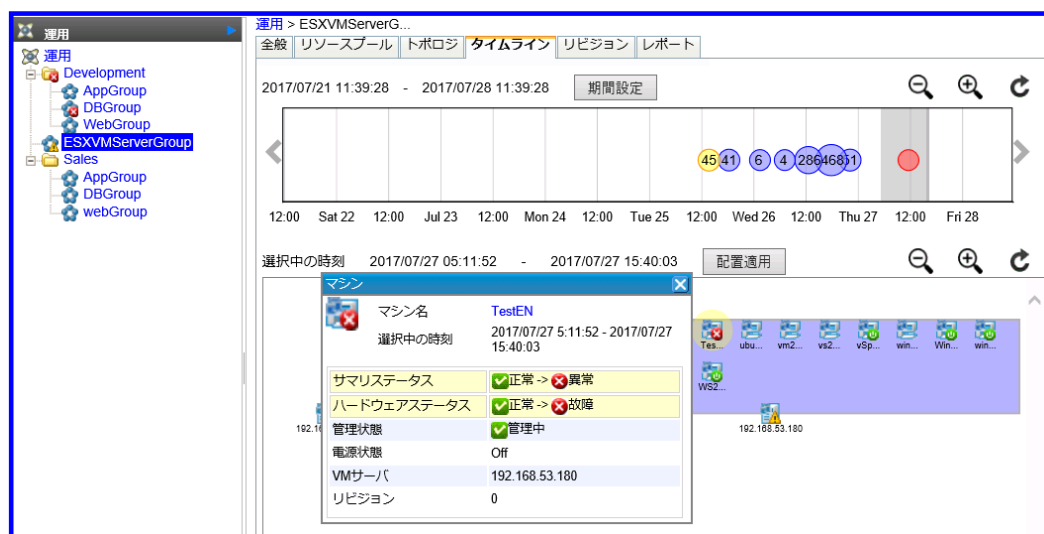 運用
運用
Development
AppGroup
DBGroup
WebGroup
ESXVMServerGroup
Sales
AppGroup
DBGroup
webGroup
運用 > ESXVMServerG...
全般 リソースプール トポロジ タイムライン リビジョン レポート
2017/07/21 11:39:28 - 2017/07/28 11:39:28 期間設定
45 41 6 4 28 646 8 51
12:00 Sat 22 12:00 Jul 23 12:00 Mon 24 12:00 Tue 25 12:00 Wed 26 12:00 Thu 27 12:00 Fri 28
選択中の時刻 2017/07/27 05:11:52 - 2017/07/27 15:40:03 配置適用
マシン
マシン名 TestEN
選択中の時刻 2017/07/27 5:11:52 - 2017/07/27
15:40:03
サマリステータス 正常 -> 異常
ハードウェアステータス 正常 -> 故障
管理状態 管理中
電源状態 Off
VMサーバ 192.168.53.180
リビジョン 0
Tes... ubu... vm2... vs2... vSp... win... Win... win...
WS2...
192.168.53.180